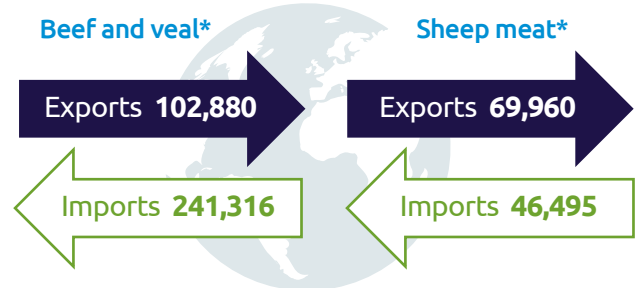 Beef and veal*
Exports 102,880
Imports 241,316
Sheep meat*
Exports 69,960
Imports 46,495